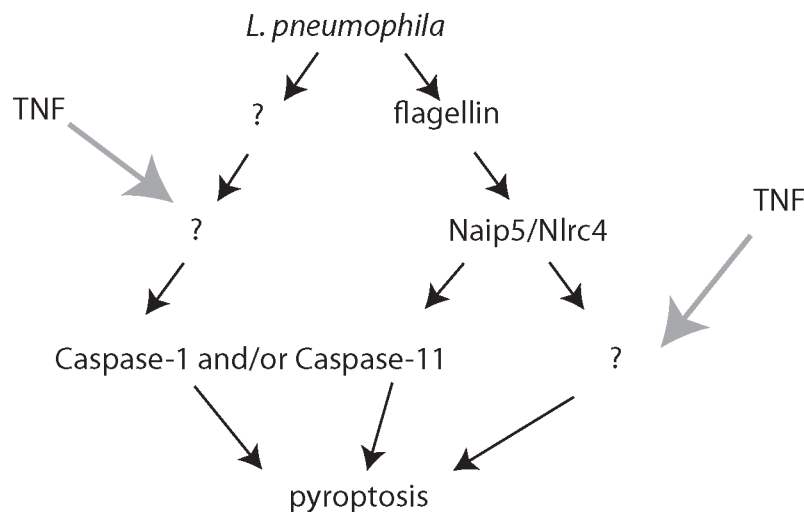 L. pneumophila
TNF
?
flagellin
TNF
?
Naip5/Nlrc4
Caspase-1 and/or Caspase-11
?
pyroptosis